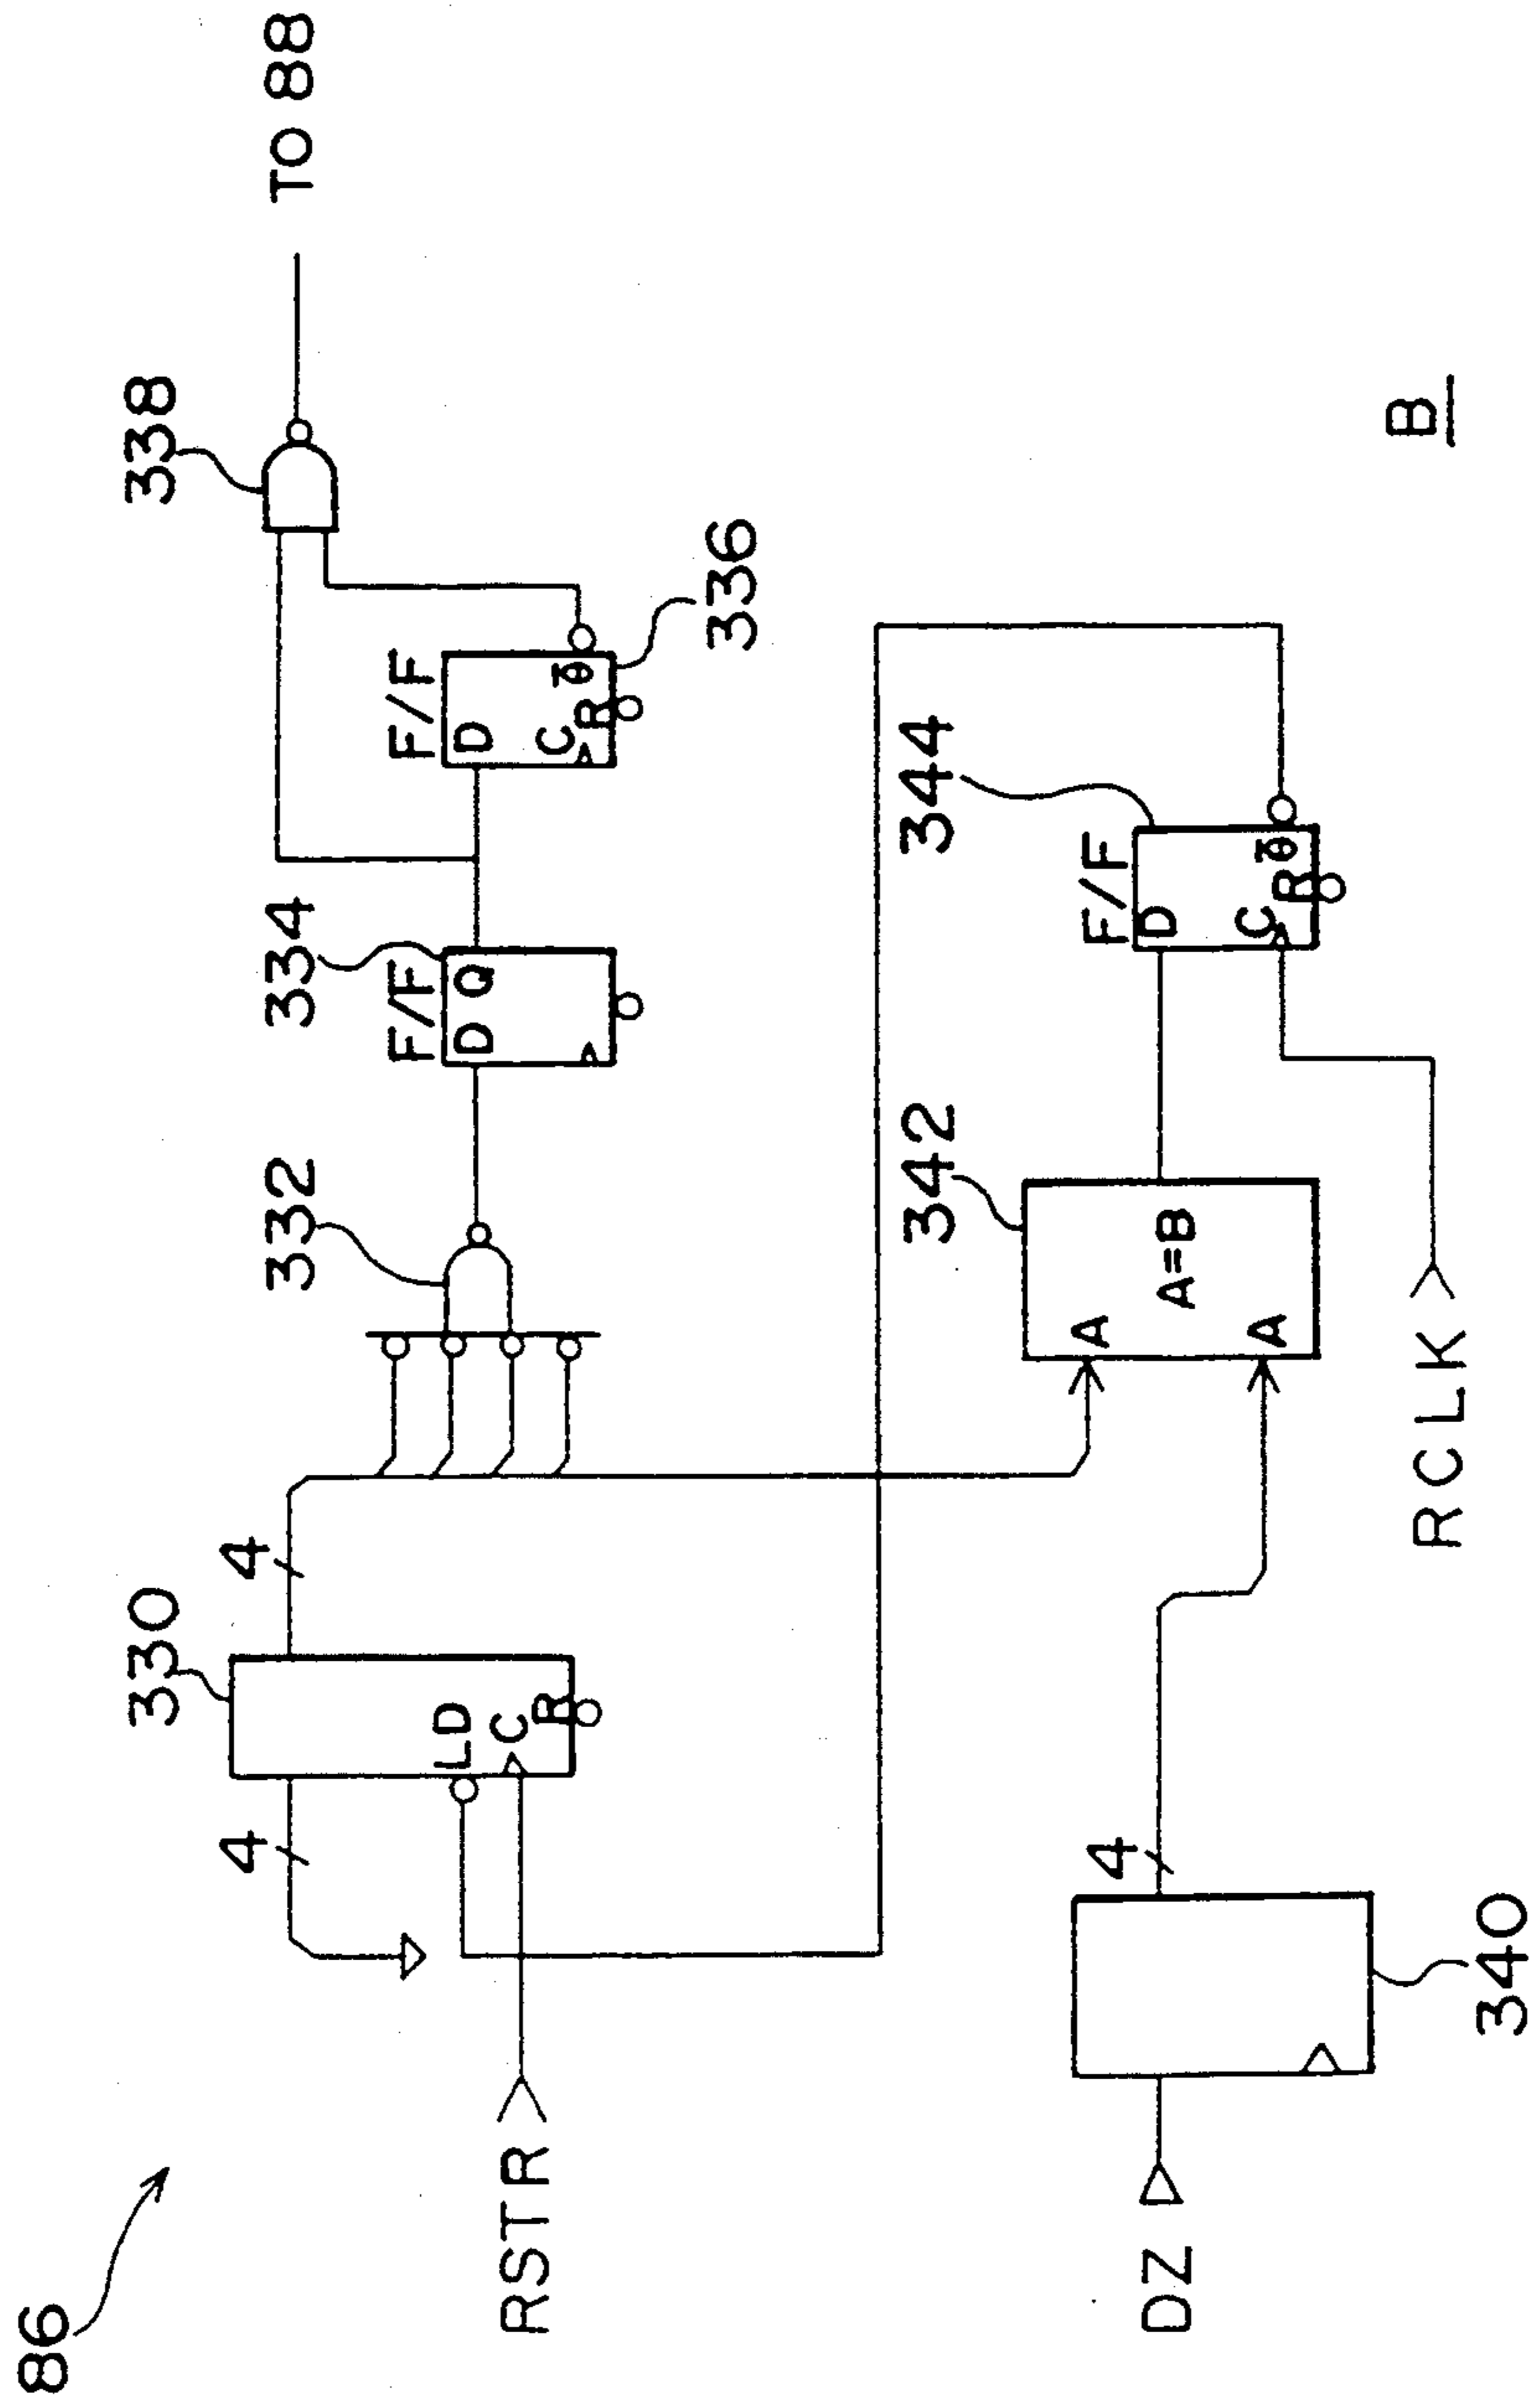 86
330
332
334
338
TO 88
4
4
F/F
F/F
D Q
D
C
R
Q̅
336
LD
C
R
RSTR
342
344
F/F
D
C
R
Q̅
A
A=B
A
4
DZ
340
RCLK
B